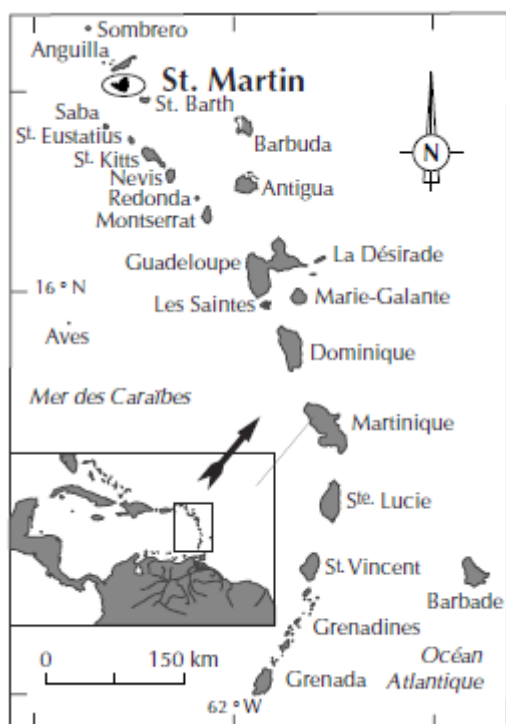 Sombrero
Anguilla
St. Martin
St. Barth
Saba
St. Eustatius
St. Kitts
Barbuda
Nevis
Antigua
Redonda
Montserrat
N
Guadeloupe
La Désirade
16 ° N
Les Saintes
Marie-Galante
Aves
Dominique
Mer des Caraïbes
Martinique
Ste. Lucie
St. Vincent
Barbade
Grenadines
0 150 km
Océan
Atlantique
Grenada
62 ° W